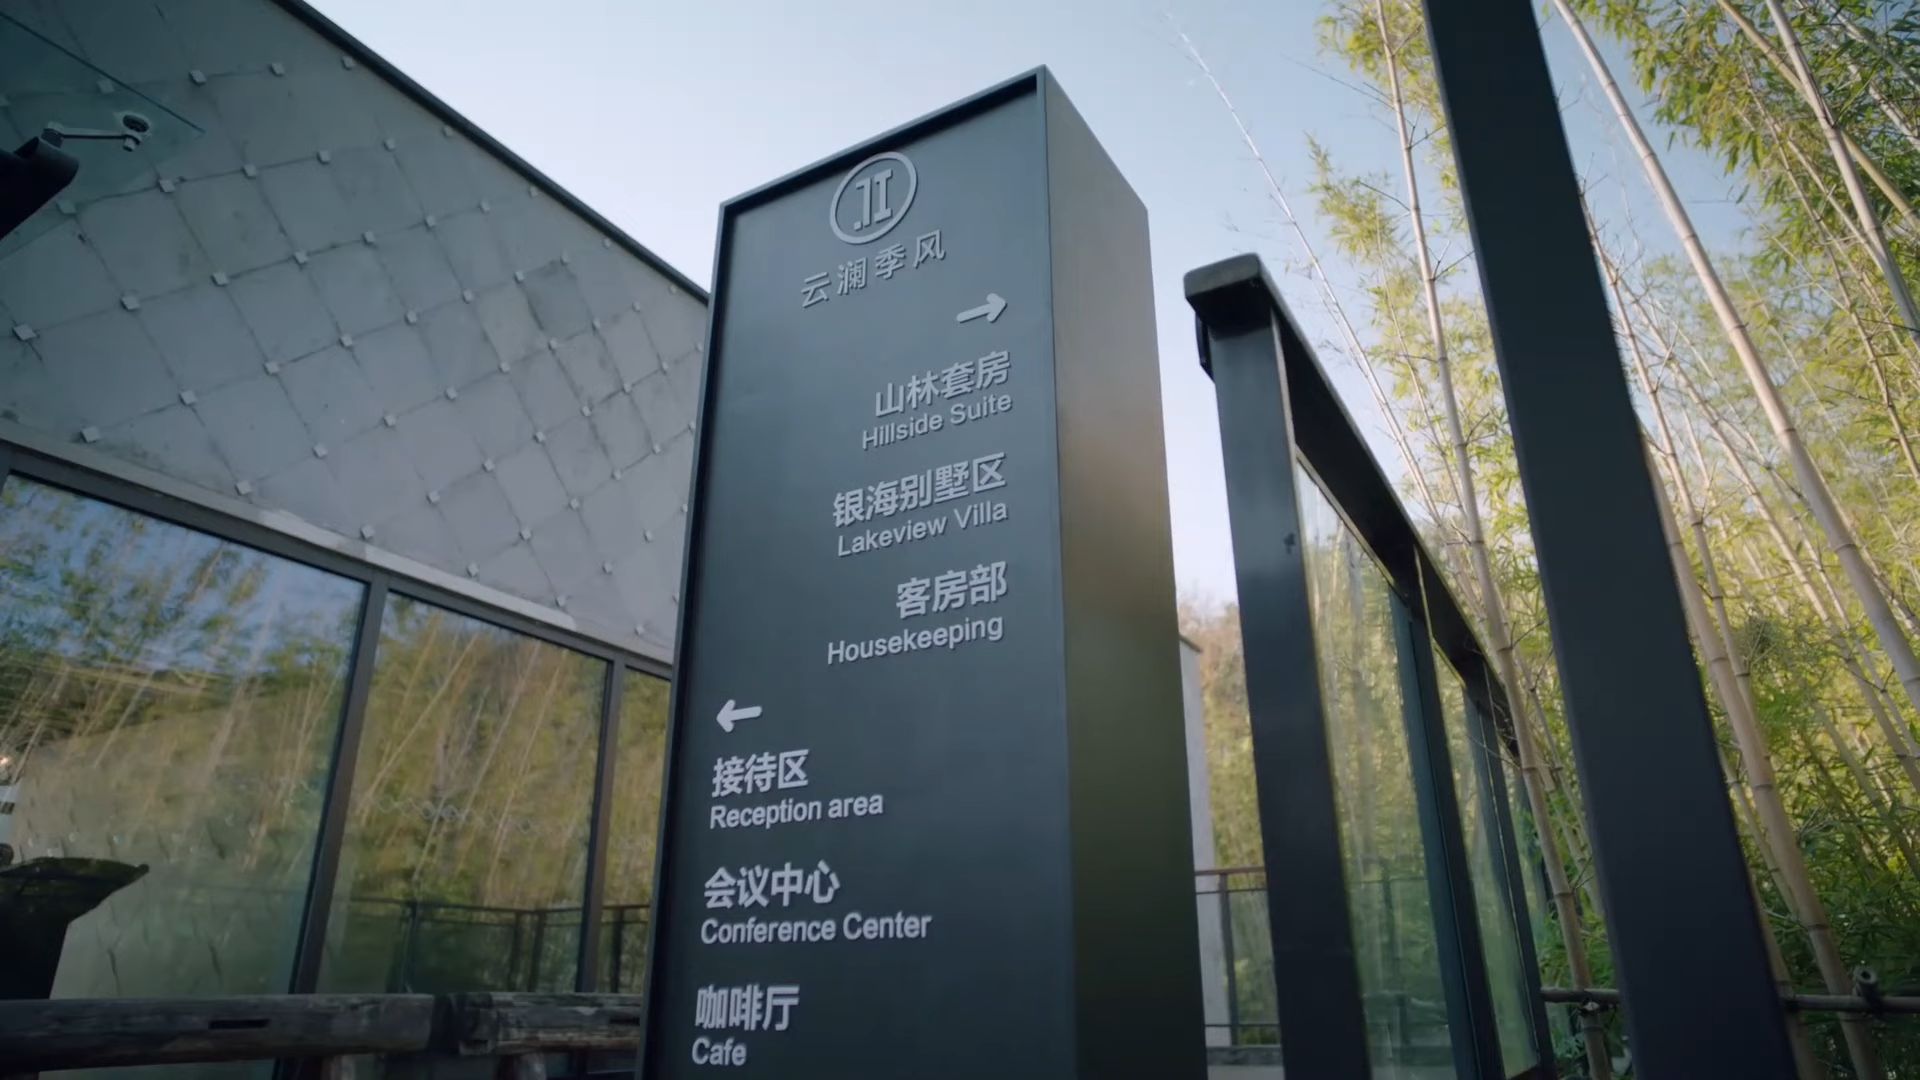 云澜季风
→
山林套房
Hillside Suite
银海别墅区
Lakeview Villa
客房部
Housekeeping
←
接待区
Reception area
会议中心
Conference Center
咖啡厅
Cafe